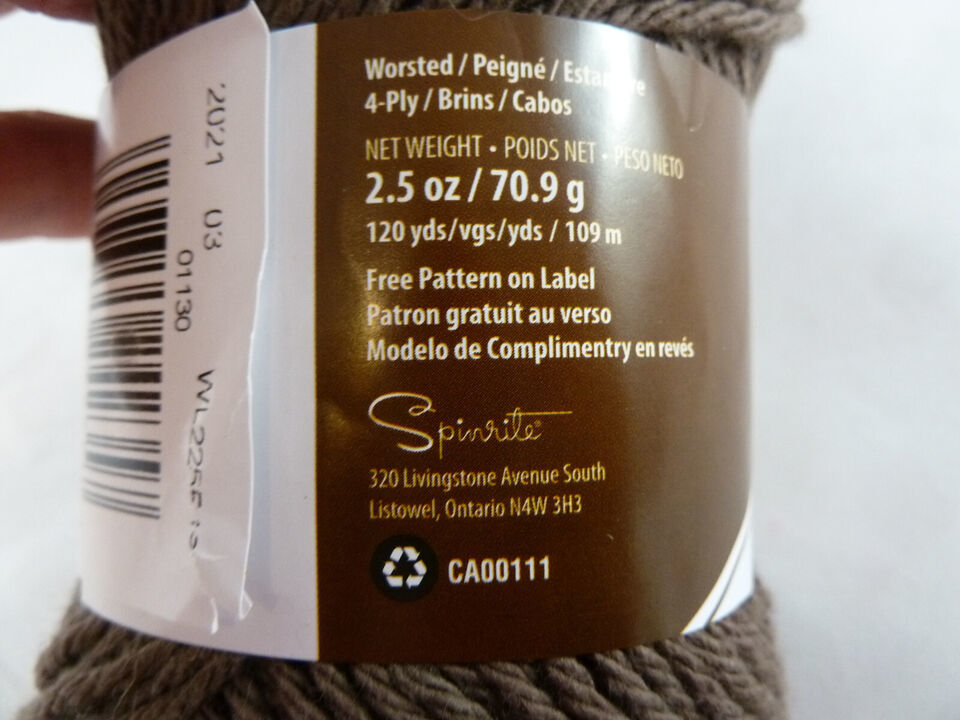 Worsted / Peigné / Estambre
4-Ply / Brins / Cabos
NET WEIGHT • POIDS NET • PESO NETO
2.5 oz / 70.9 g
120 yds/vgs/yds / 109 m
Free Pattern on Label
Patron gratuit au verso
Modelo de Complimentry en revés
Spinrite
320 Livingstone Avenue South
Listowel, Ontario N4W 3H3
CA00111
2021 03
01130